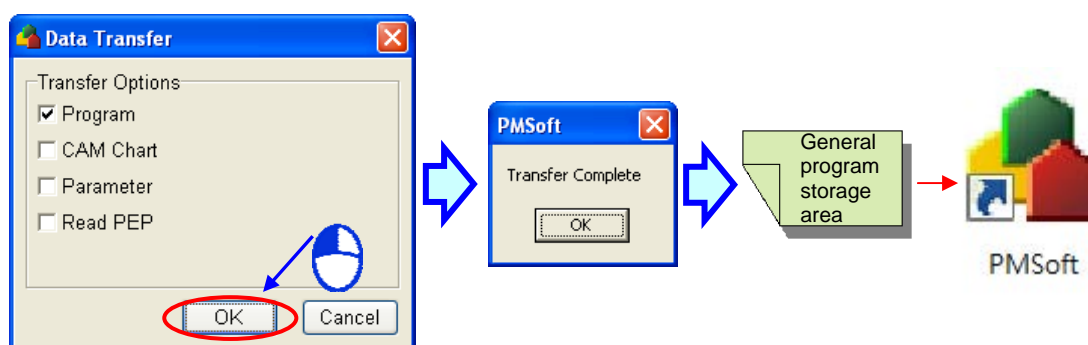 Data Transfer
Transfer Options
Program
CAM Chart
Parameter
Read PEP
OK
Cancel
PMSoft
Transfer Complete
OK
General
program
storage
area
PMSoft